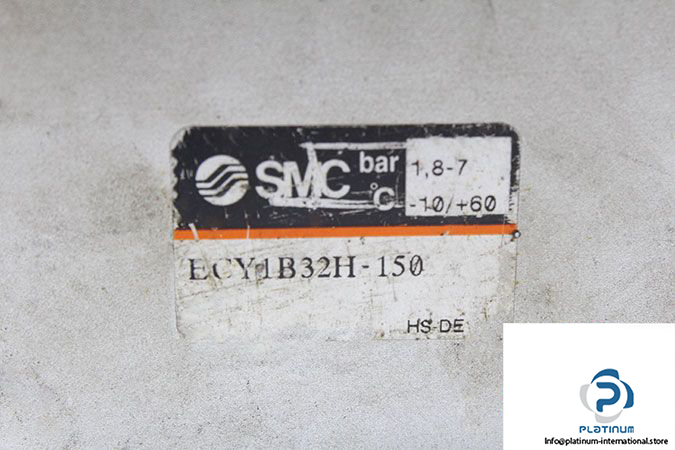 SMC bar 1,8-7
°C -10/+60
ECY1B32H-150
HS-DE
PLATINUM
Info@platinum-international.store